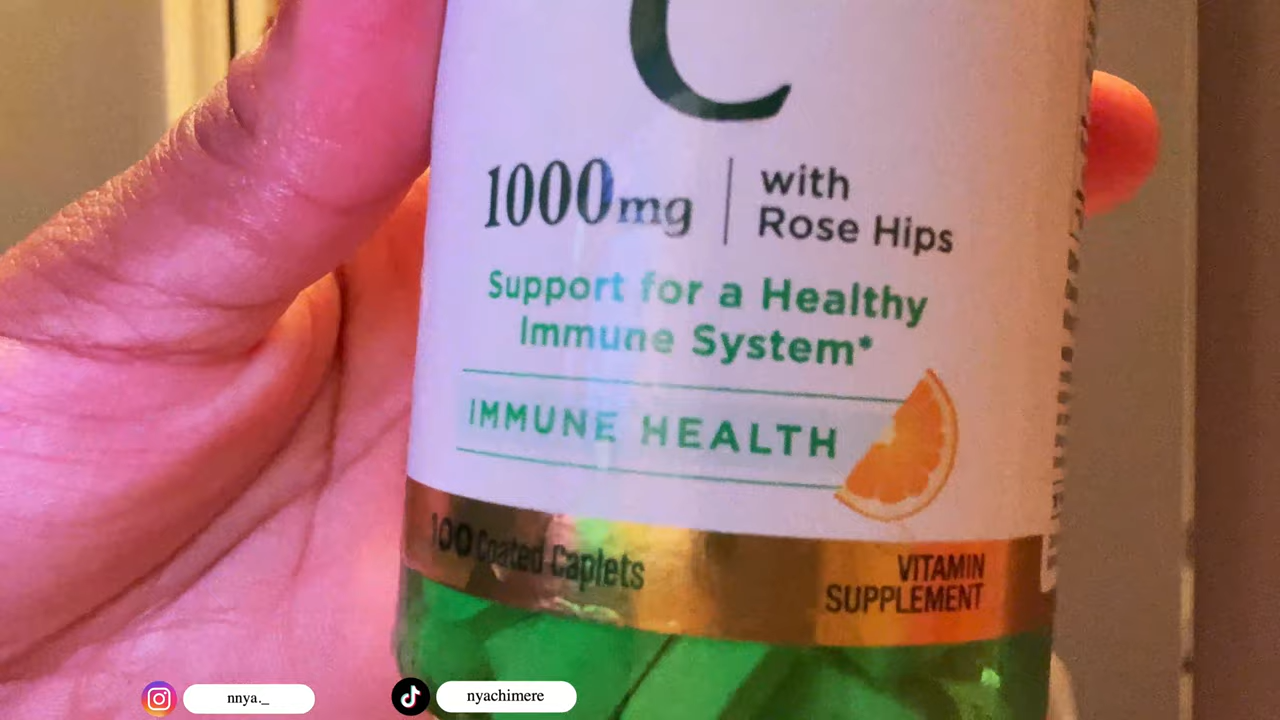 C
1000mg
with
Rose Hips
Support for a Healthy
Immune System*
IMMUNE HEALTH
100 Coated Caplets
VITAMIN
SUPPLEMENT
nnya._
nyachimere